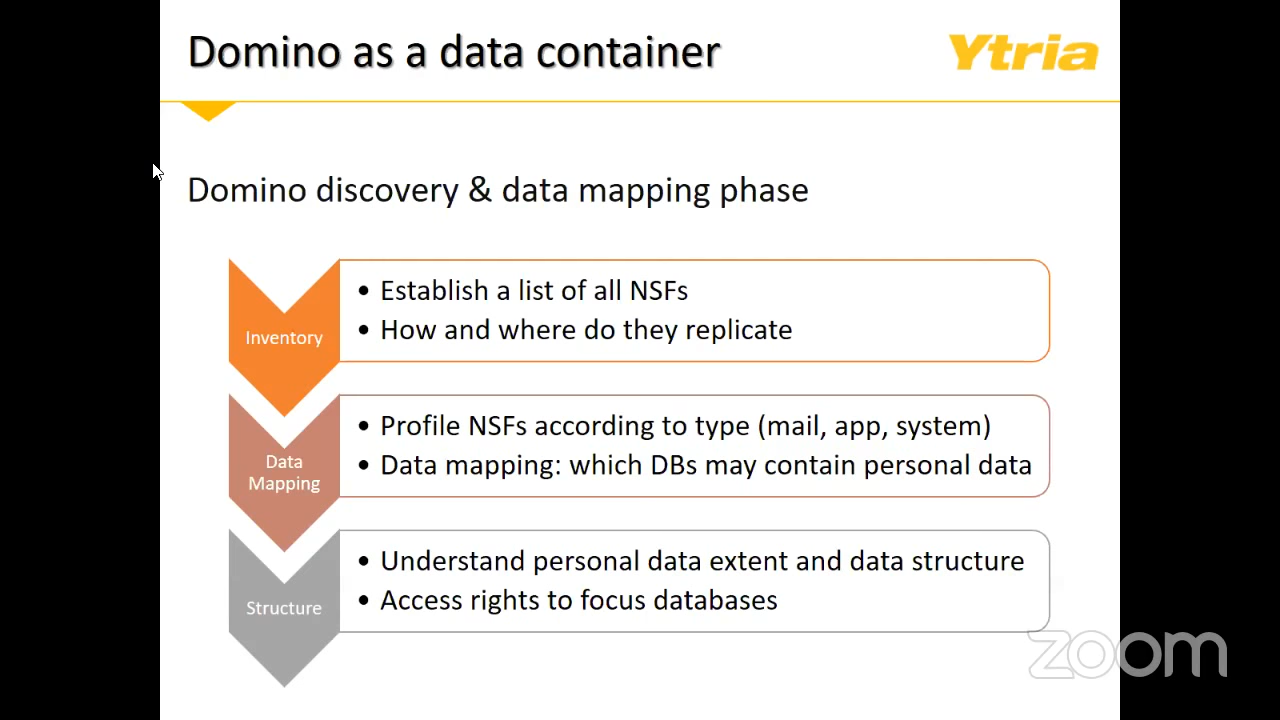 Domino as a data container
Ytria
Domino discovery & data mapping phase
Inventory
• Establish a list of all NSFs
• How and where do they replicate
Data
Mapping
• Profile NSFs according to type (mail, app, system)
• Data mapping: which DBs may contain personal data
Structure
• Understand personal data extent and data structure
• Access rights to focus databases
zoom